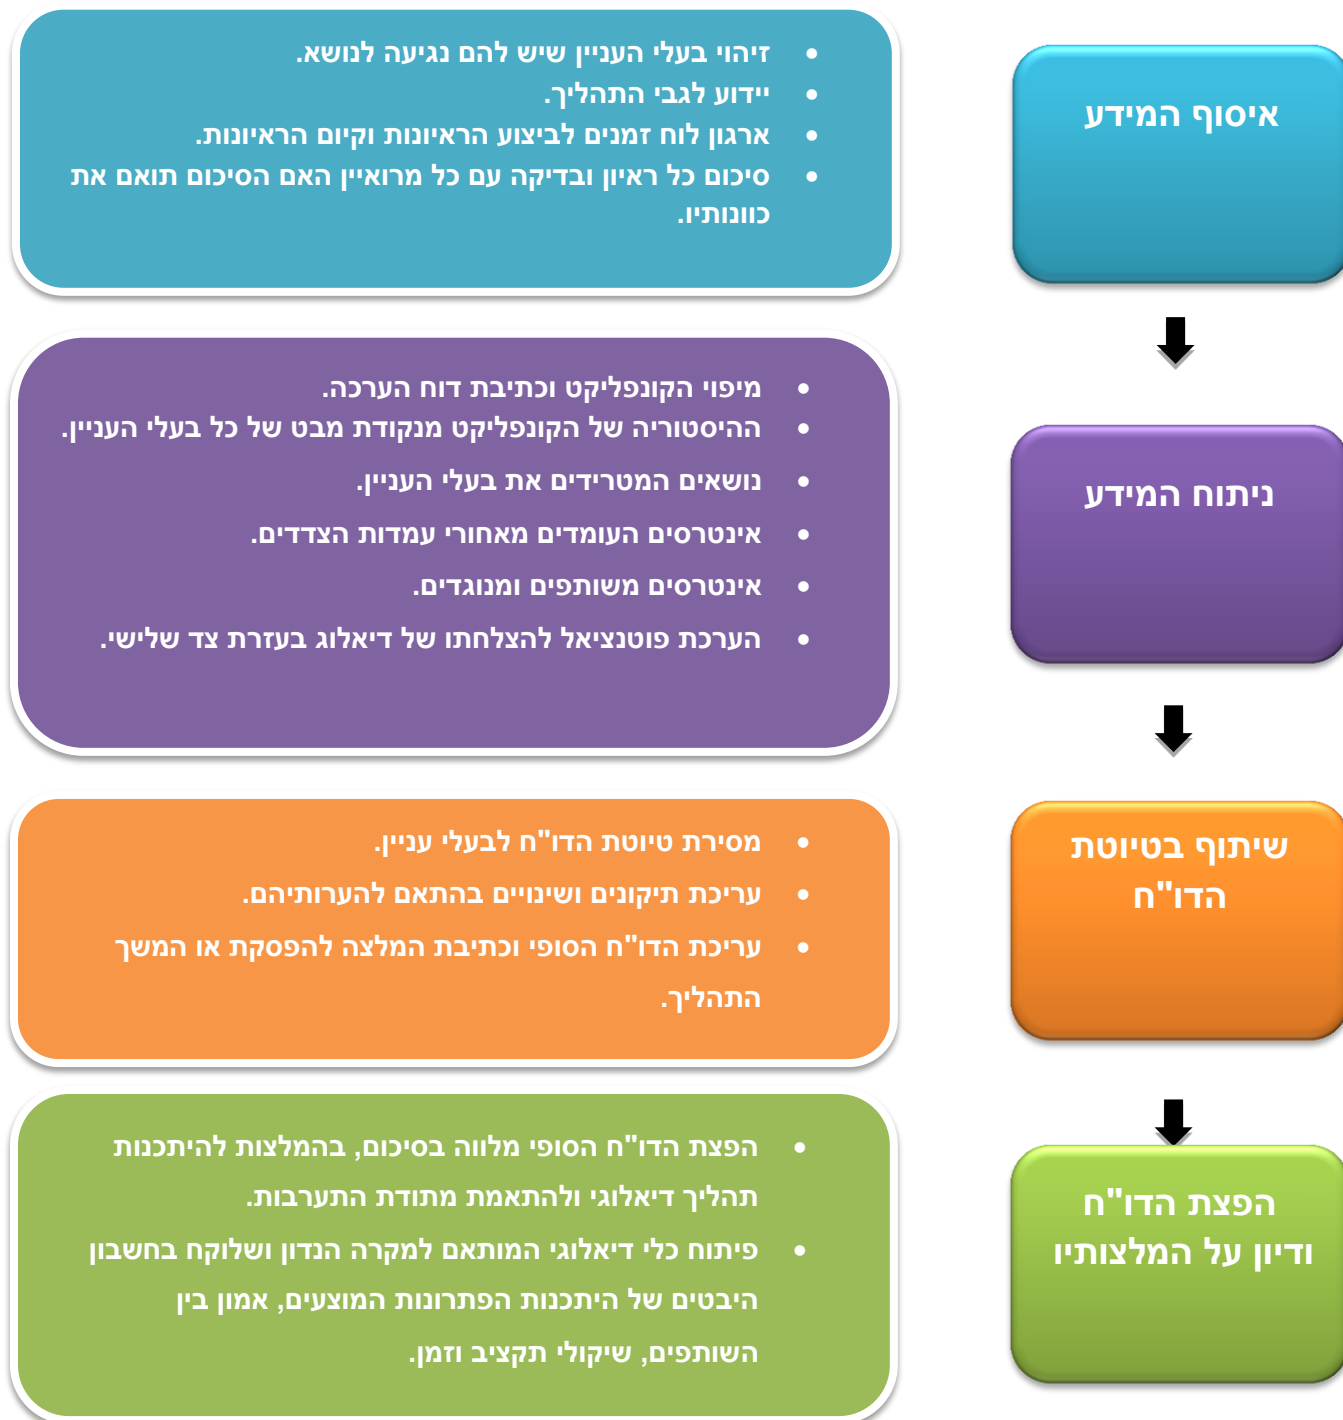 איסוף המידע
• זיהוי בעלי העניין שיש להם נגיעה לנושא.
• יידוע לגבי התהליך.
• ארגון לוח זמנים לביצוע הראיונות וקיום הראיונות.
• סיכום כל ראיון ובדיקה עם כל מרואיין האם הסיכום תואם את
כוונותיו.
ניתוח המידע
• מיפוי הקונפליקט וכתיבת דוח הערכה.
• ההיסטוריה של הקונפליקט מנקודת מבט של כל בעלי העניין.
• נושאים המטרידים את בעלי העניין.
• אינטרסים העומדים מאחורי עמדות הצדדים.
• אינטרסים משותפים ומנוגדים.
• הערכת פוטנציאל להצלחתו של דיאלוג בעזרת צד שלישי.
שיתוף בטיוטת
הדו"ח
• מסירת טיוטת הדו"ח לבעלי עניין.
• עריכת תיקונים ושינויים בהתאם להערותיהם.
• עריכת הדו"ח הסופי וכתיבת המלצה להפסקת או המשך
התהליך.
הפצת הדו"ח
ודיון על המלצותיו
• הפצת הדו"ח הסופי מלווה בסיכום, בהמלצות להיתכנות
תהליך דיאלוגי ולהתאמת מתודת התערבות.
• פיתוח כלי דיאלוגי המותאם למקרה הנדון ושלוקח בחשבון
היבטים של היתכנות הפתרונות המוצעים, אמון בין
השותפים, שיקולי תקציב וזמן.